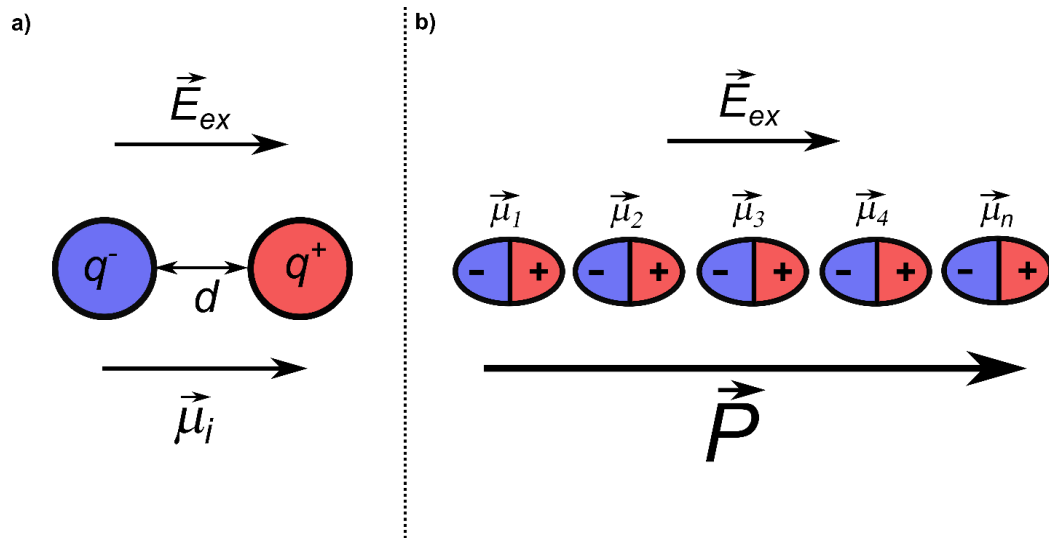 a)
E⃗ex
q- q+
d
μ⃗i
b)
E⃗ex
μ⃗1 μ⃗2 μ⃗3 μ⃗4 μ⃗n
- + - + - + - + - +
P⃗